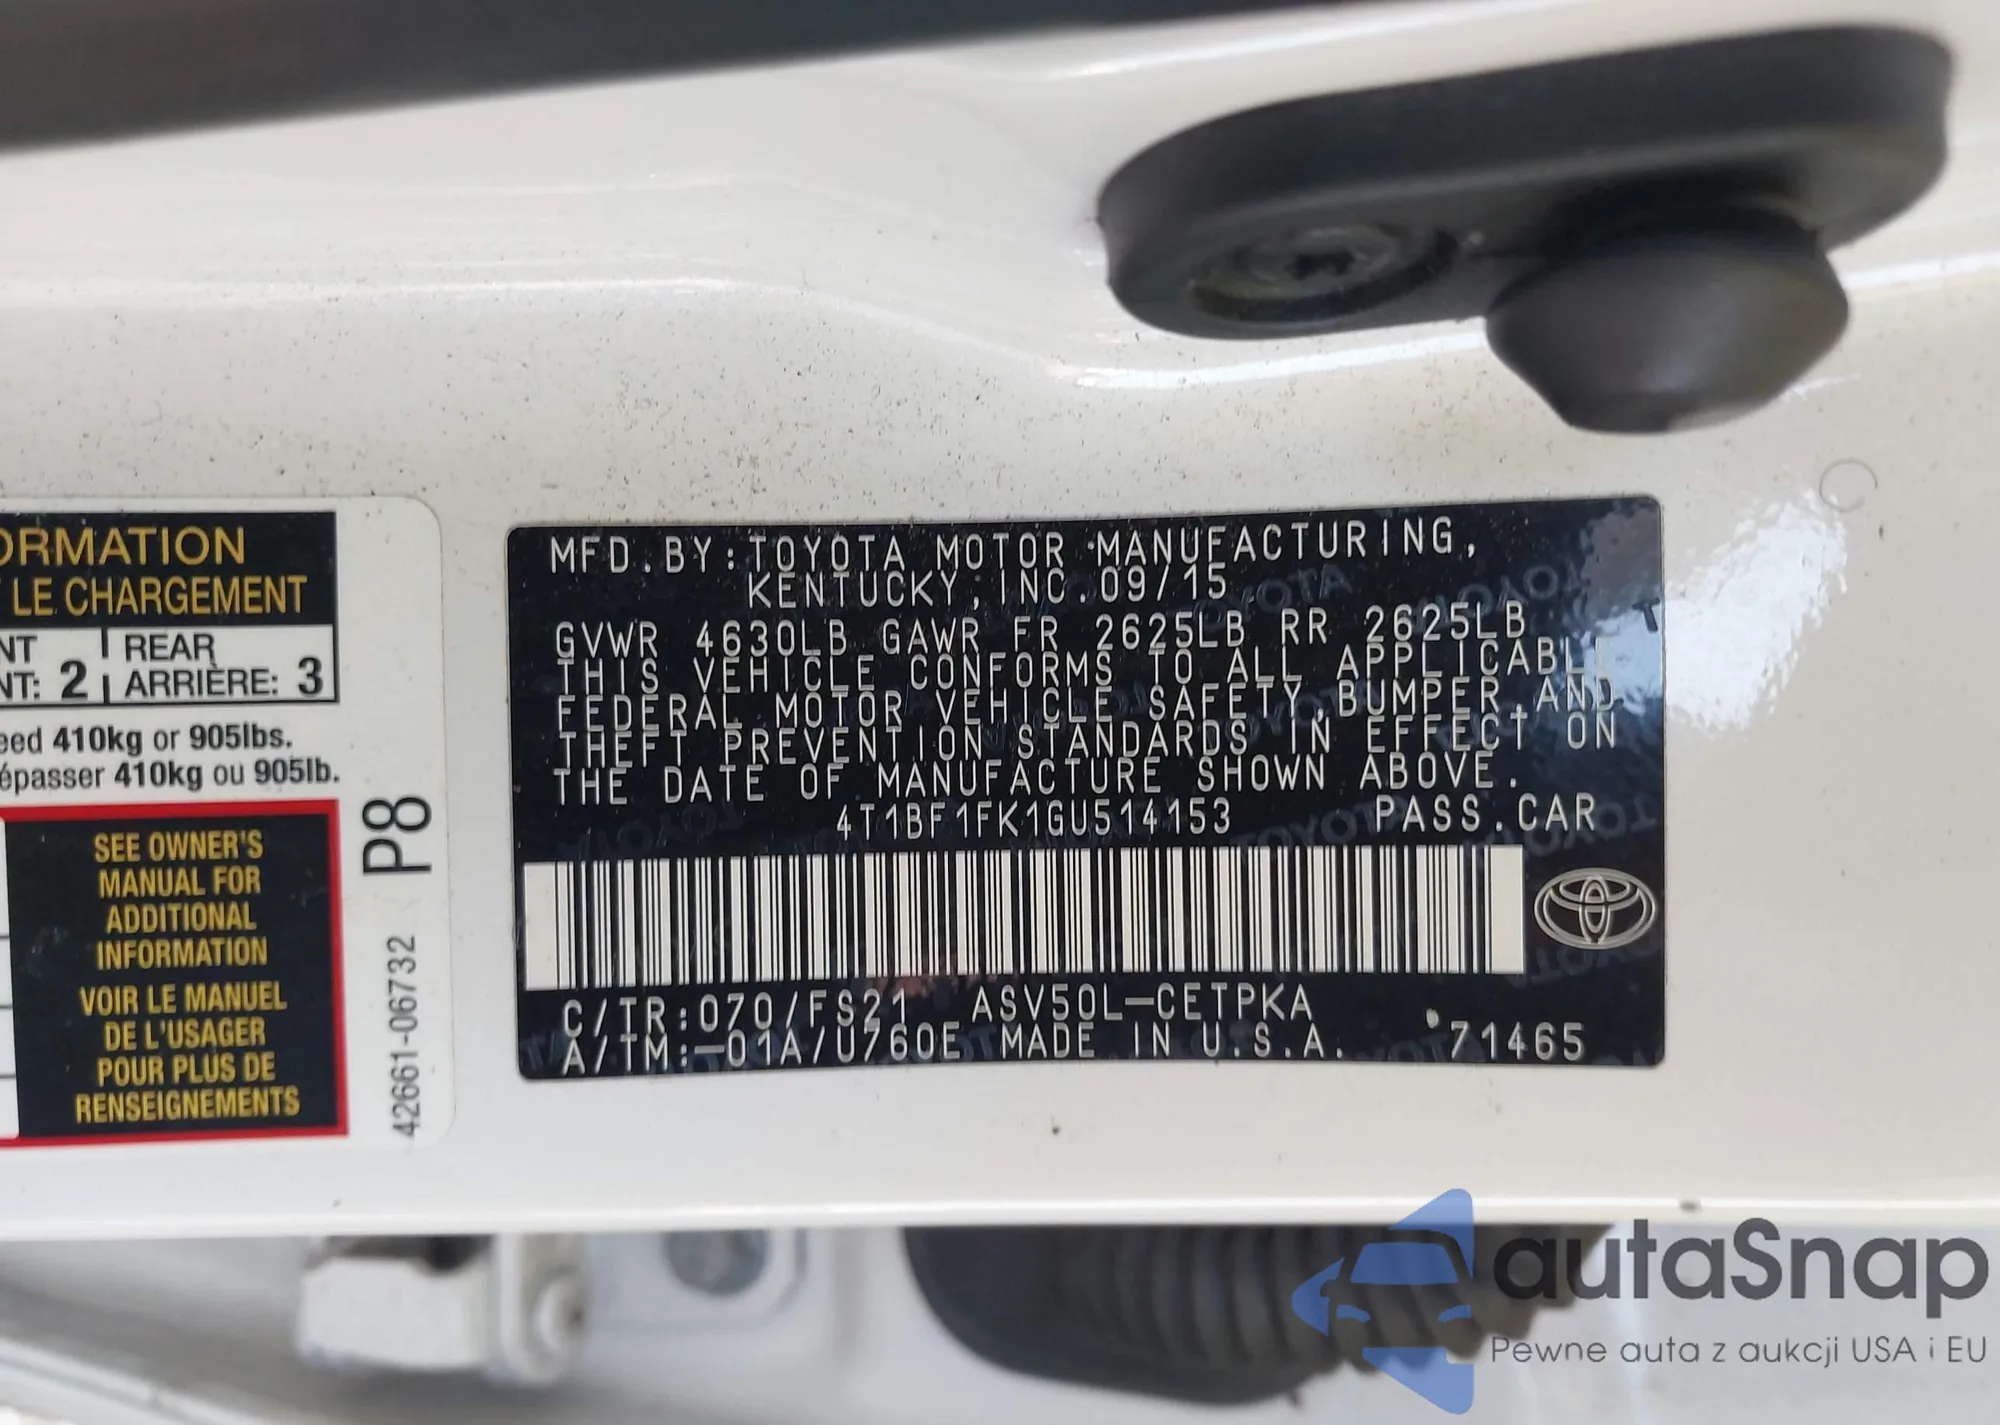 ORMATION
LE CHARGEMENT
NT
NT: 2
REAR
ARRIÈRE: 3
eed 410kg or 905lbs.
épasser 410kg ou 905lb.
SEE OWNER'S
MANUAL FOR
ADDITIONAL
INFORMATION
VOIR LE MANUEL
DE L'USAGER
POUR PLUS DE
RENSEIGNEMENTS
42661-06732 P8
MFD.BY:TOYOTA MOTOR MANUFACTURING,
KENTUCKY, INC.09/15
GVWR 4630LB GAWR FR 2625LB RR 2625LB
THIS VEHICLE CONFORMS TO ALL APPLICABLE
FEDERAL MOTOR VEHICLE SAFETY,BUMPER,AND
THEFT PREVENTION STANDARDS IN EFFECT ON
THE DATE OF MANUFACTURE SHOWN ABOVE.
4T1BF1FK1GU514153 PASS.CAR
C/TR:070/FS21 ASV50L-CETPKA
A/TM:-01A/U760E MADE IN U.S.A. 71465
autaSnap
Pewne auta z aukcji USA i EU